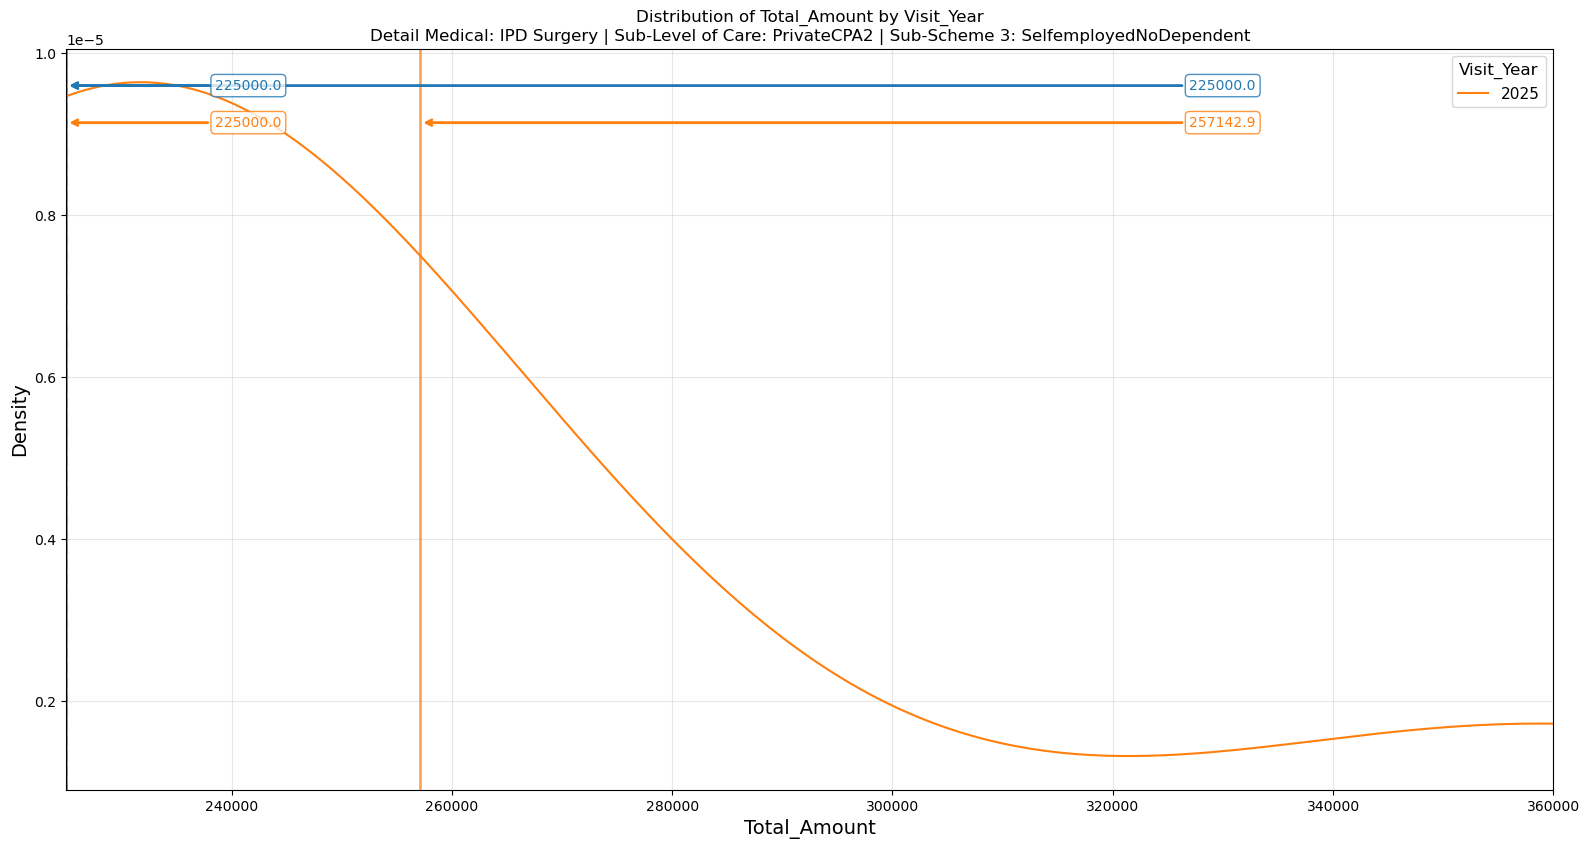 Distribution of Total_Amount by Visit_Year
Detail Medical: IPD Surgery | Sub-Level of Care: PrivateCPA2 | Sub-Scheme 3: SelfemployedNoDependent
1e−5
Visit_Year
2025
225000.0
225000.0
225000.0
257142.9
1.0
0.8
0.6
0.4
0.2
Density
240000
260000
280000
300000
320000
340000
360000
Total_Amount